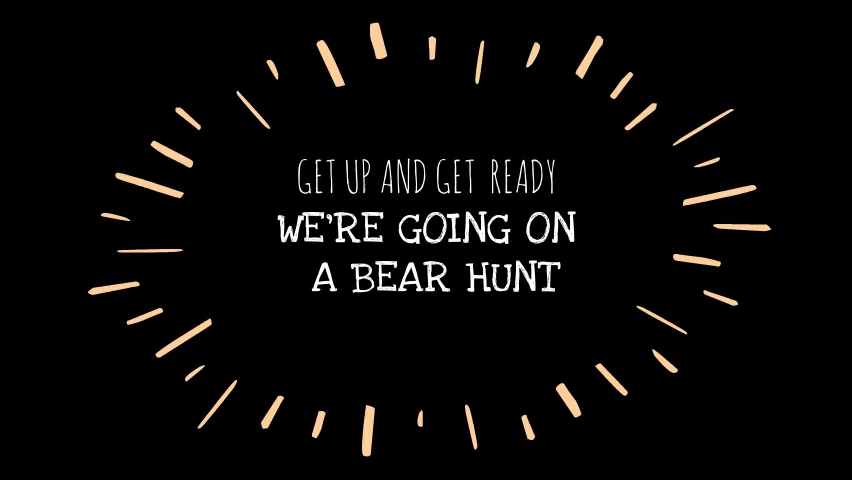 GET UP AND GET READY
WE'RE GOING ON
A BEAR HUNT